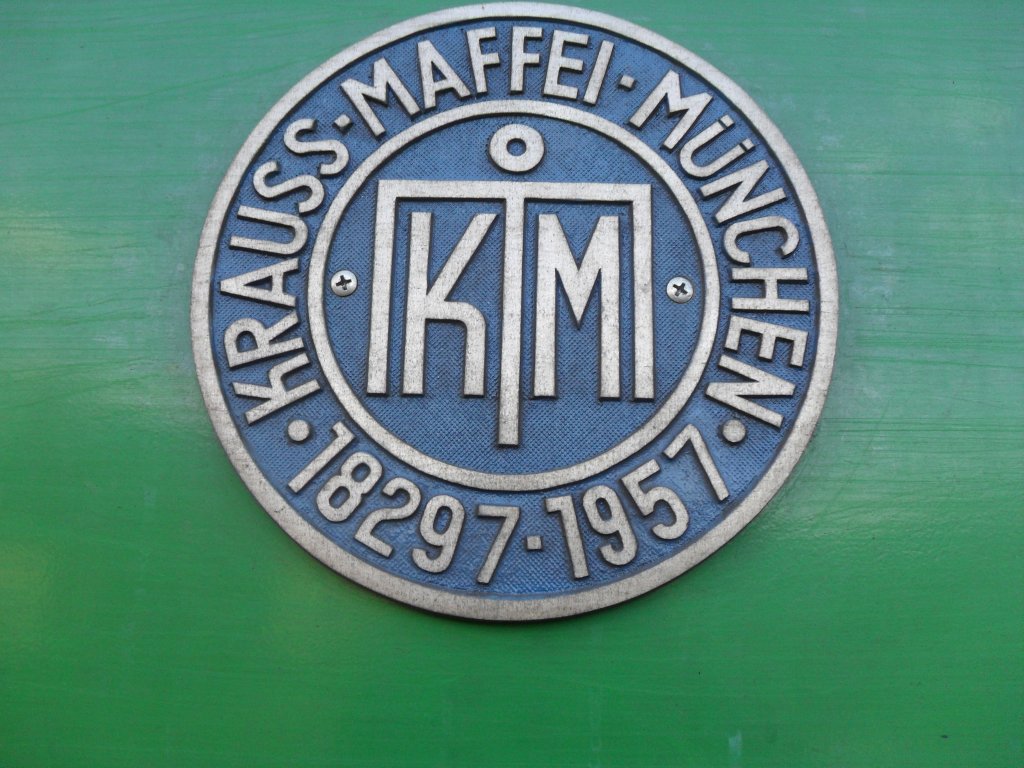 KRAUSS-MAFFEI · MÜNCHEN
18297-1957
KM